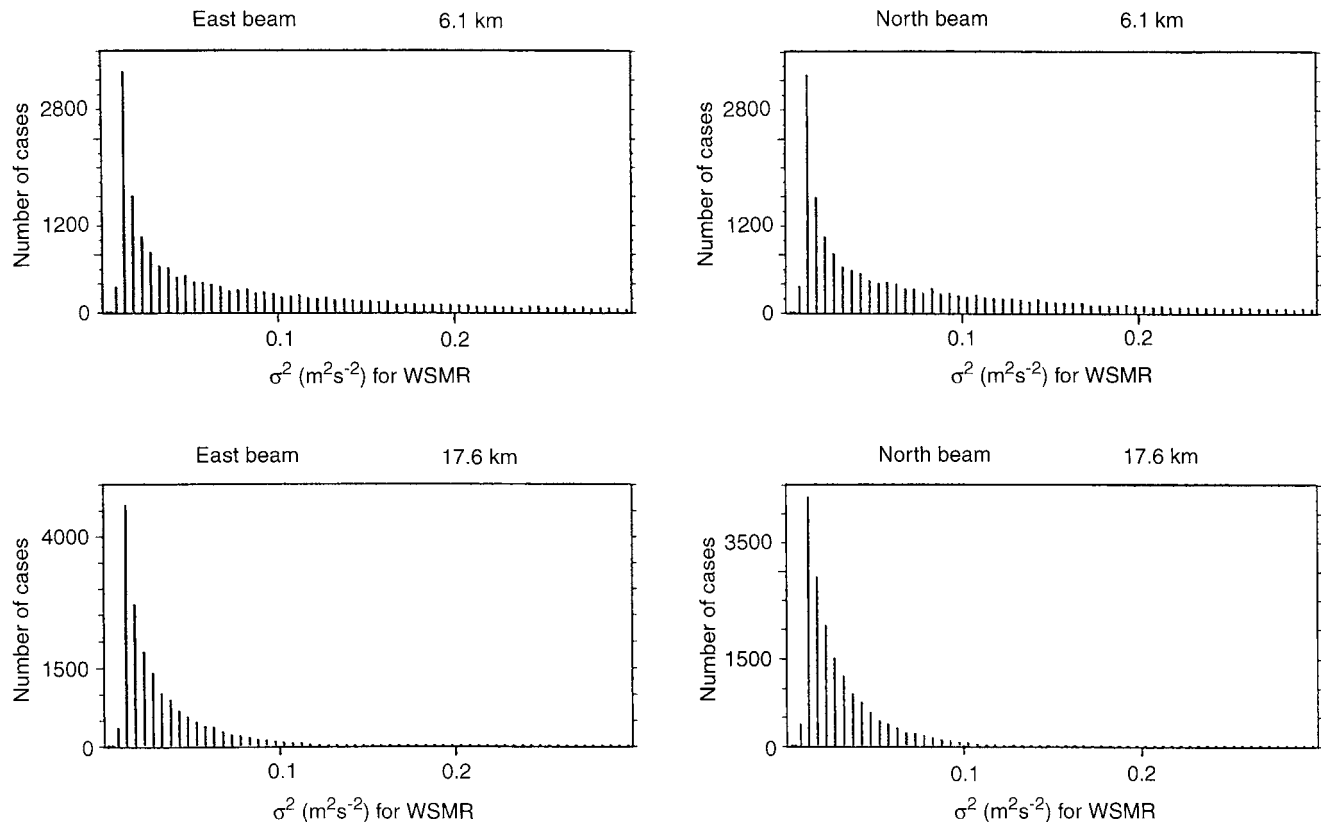 East beam 6.1 km
Number of cases
2800
1200
0
0.1 0.2
σ² (m²s⁻²) for WSMR
North beam 6.1 km
Number of cases
2800
1200
0
0.1 0.2
σ² (m²s⁻²) for WSMR
East beam 17.6 km
Number of cases
4000
1500
0
0.1 0.2
σ² (m²s⁻²) for WSMR
North beam 17.6 km
Number of cases
3500
1500
0
0.1 0.2
σ² (m²s⁻²) for WSMR